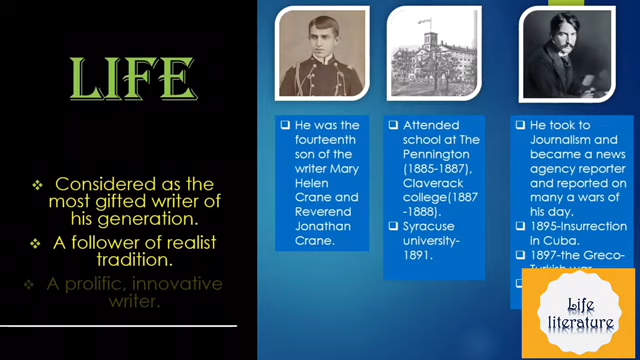 LIFE
❖ Considered as the
most gifted writer of
his generation.
❖ A follower of realist
tradition.
❖ A prolific, innovative
writer.
❑ He was the
fourteenth
son of the
writer Mary
Helen
Crane and
Reverend
Jonathan
Crane.
❑ Attended
school at The
Pennington
(1885-1887),
Claverack
college(1887
-1888).
❑ Syracuse
university-
1891.
❑ He took to
Journalism and
became a news
agency reporter
and reported on
many a wars of
his day.
❑ 1895-Insurrection
in Cuba.
❑ 1897-the Greco-
Turkish war
Life
literature